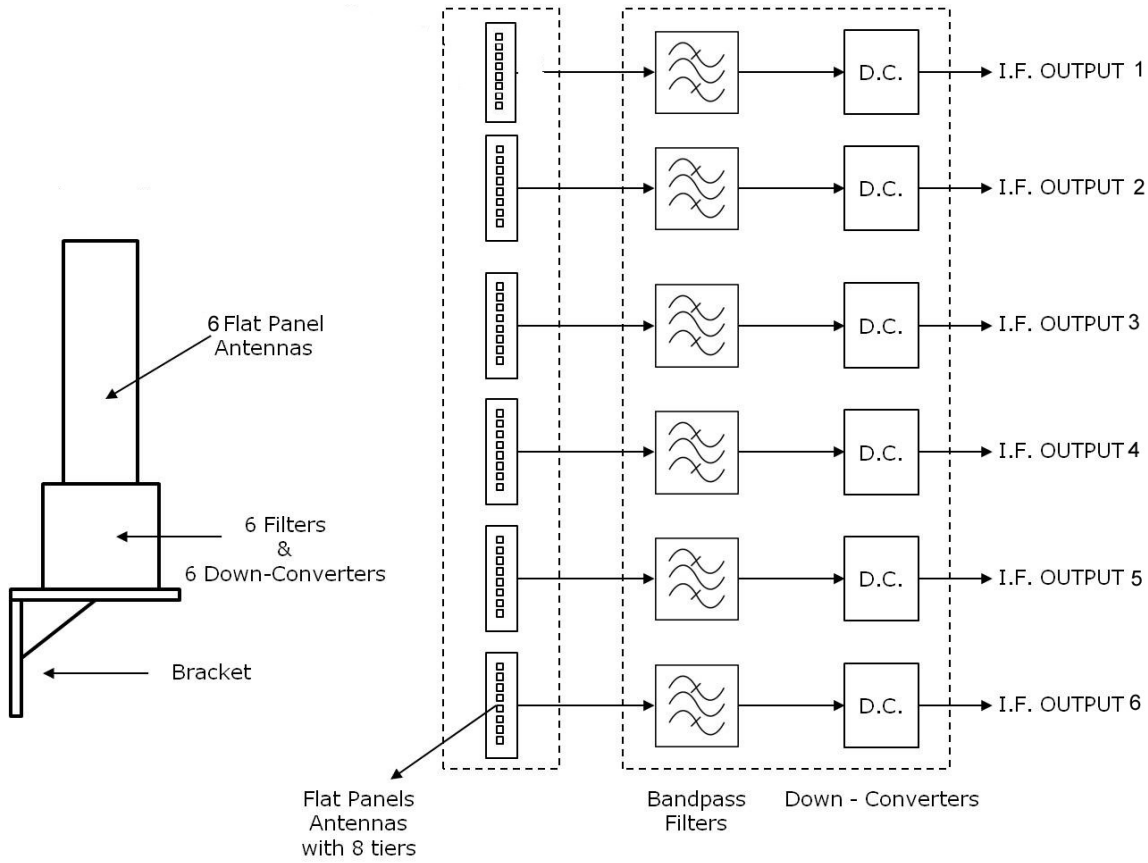 D.C.
I.F. OUTPUT 1
D.C.
I.F. OUTPUT 2
6 Flat Panel
Antennas
D.C.
I.F. OUTPUT 3
D.C.
I.F. OUTPUT 4
6 Filters
&
6 Down-Converters
D.C.
I.F. OUTPUT 5
Bracket
D.C.
I.F. OUTPUT 6
Flat Panels
Antennas
with 8 tiers
Bandpass
Filters
Down - Converters